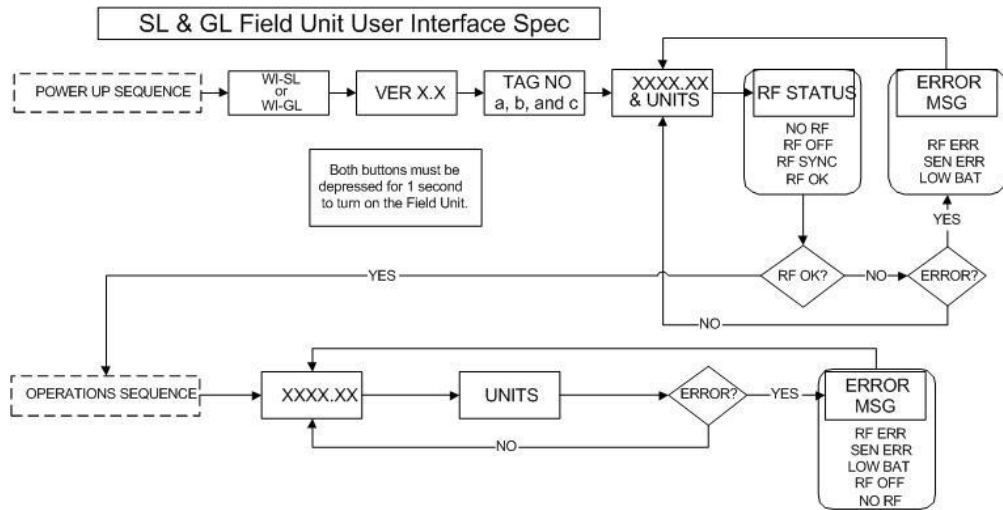 SL & GL Field Unit User Interface Spec
POWER UP SEQUENCE
WI-SL
or
WI-GL
VER X.X
TAG NO
a, b, and c
XXXX.XX
& UNITS
RF STATUS
NO RF
RF OFF
RF SYNC
RF OK
ERROR
MSG
RF ERR
SEN ERR
LOW BAT
Both buttons must be
depressed for 1 second
to turn on the Field Unit.
YES
RF OK?
NO
ERROR?
YES
NO
OPERATIONS SEQUENCE
XXXX.XX
UNITS
ERROR?
YES
NO
ERROR
MSG
RF ERR
SEN ERR
LOW BAT
RF OFF
NO RF